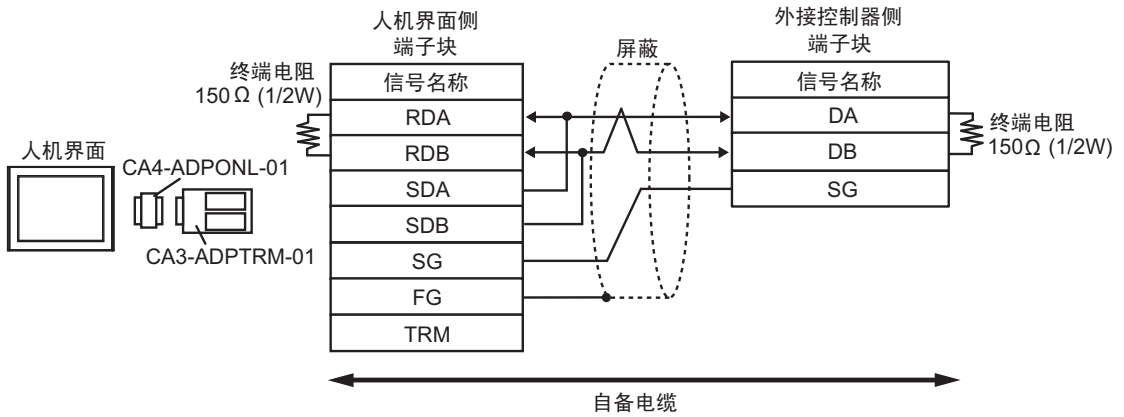 人机界面侧
端子块
外接控制器侧
端子块
屏蔽
终端电阻
150Ω (1/2W)
信号名称
RDA
RDB
SDA
SDB
SG
FG
TRM
信号名称
DA
DB
SG
终端电阻
150Ω (1/2W)
人机界面
CA4-ADPONL-01
CA3-ADPTRM-01
自备电缆